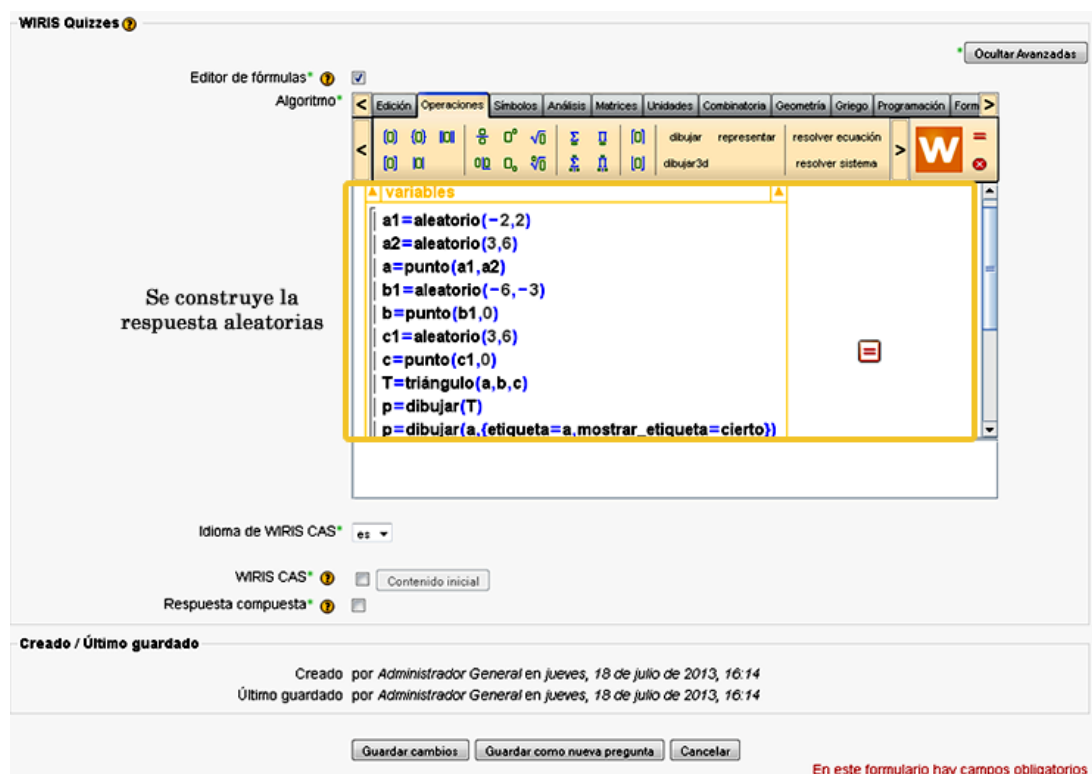 WIRIS Quizzes
* Ocultar Avanzadas
Editor de fórmulas*
Algoritmo*
Edición Operaciones Símbolos Análisis Matrices Unidades Combinatoria Geometría Griego Programación Form
dibujar representar resolver ecuación
dibujar3d resolver sistema
W
variables
a1=aleatorio(-2,2)
a2=aleatorio(3,6)
a=punto(a1,a2)
b1=aleatorio(-6,-3)
b=punto(b1,0)
c1=aleatorio(3,6)
c=punto(c1,0)
T=triángulo(a,b,c)
p=dibujar(T)
p=dibujar(a,{etiqueta=a,mostrar_etiqueta=cierto})
Se construye la
respuesta aleatorias
Idioma de WIRIS CAS* es
WIRIS CAS* Contenido inicial
Respuesta compuesta*
Creado / Último guardado
Creado por Administrador General en jueves, 18 de julio de 2013, 16:14
Último guardado por Administrador General en jueves, 18 de julio de 2013, 16:14
Guardar cambios Guardar como nueva pregunta Cancelar
En este formulario hay campos obligatorios